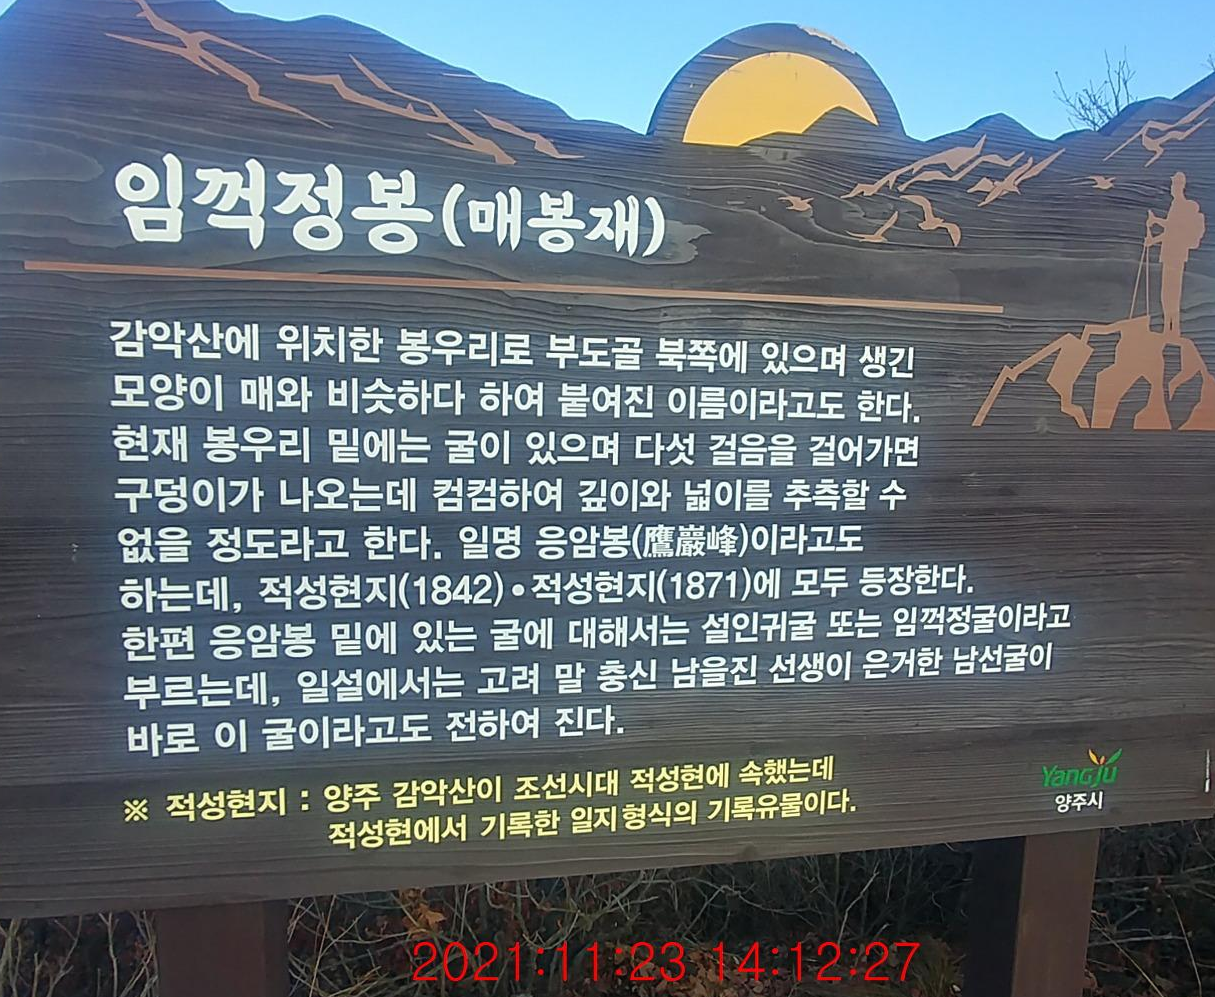 임꺽정봉(매봉재)
감악산에 위치한 봉우리로 부도골 북쪽에 있으며 생긴
모양이 매와 비슷하다 하여 붙여진 이름이라고도 한다.
현재 봉우리 밑에는 굴이 있으며 다섯 걸음을 걸어가면
구덩이가 나오는데 컴컴하여 깊이와 넓이를 추측할 수
없을 정도라고 한다. 일명 응암봉(鷹巖峰)이라고도
하는데, 적성현지(1842)•적성현지(1871)에 모두 등장한다.
한편 응암봉 밑에 있는 굴에 대해서는 설인귀굴 또는 임꺽정굴이라고
부르는데, 일설에서는 고려 말 충신 남을진 선생이 은거한 남선굴이
바로 이 굴이라고도 전하여 진다.
※ 적성현지 : 양주 감악산이 조선시대 적성현에 속했는데
적성현에서 기록한 일지형식의 기록유물이다.
Yangju
양주시
2021:11:23 14:12:27